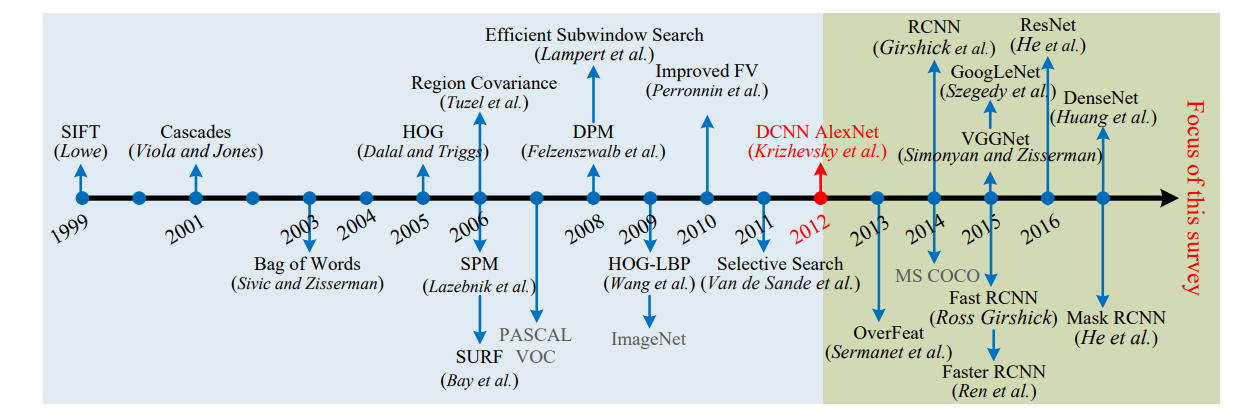 Efficient Subwindow Search
(Lampert et al.)
Region Covariance
(Tuzel et al.)
Improved FV
(Perronnin et al.)
SIFT
(Lowe)
Cascades
(Viola and Jones)
HOG
(Dalal and Triggs)
DPM
(Felzenszwalb et al.)
DCNN AlexNet
(Krizhevsky et al.)
RCNN
(Girshick et al.)
ResNet
(He et al.)
GoogLeNet
(Szegedy et al.)
VGGNet
(Simonyan and Zisserman)
DenseNet
(Huang et al.)
Focus of this survey
1999
2001
2003
2004
2005
2006
2008
2009
2010
2011
2012
2013
2014
2015
2016
Bag of Words
(Sivic and Zisserman)
SPM
(Lazebnik et al.)
SURF
(Bay et al.)
PASCAL
VOC
HOG-LBP
(Wang et al.)
ImageNet
Selective Search
(Van de Sande et al.)
OverFeat
(Sermanet et al.)
MS COCO
Fast RCNN
(Ross Girshick)
Faster RCNN
(Ren et al.)
Mask RCNN
(He et al.)